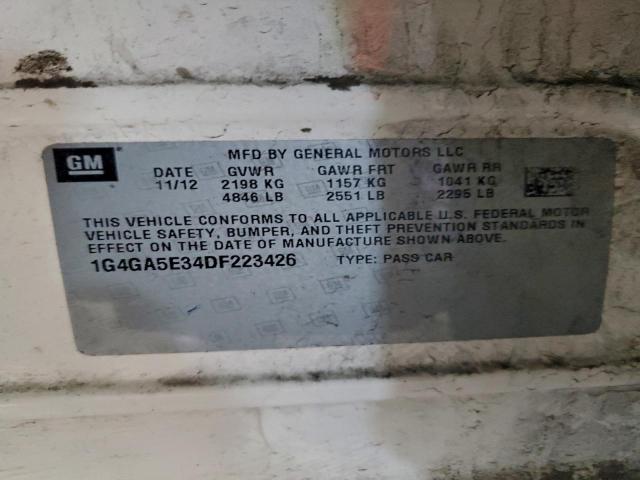 GM
MFD BY GENERAL MOTORS LLC
DATE GVWR GAWR FRT GAWR RR
11/12 2198 KG 1157 KG 1041 KG
4846 LB 2551 LB 2295 LB
THIS VEHICLE CONFORMS TO ALL APPLICABLE U.S. FEDERAL MOTOR
VEHICLE SAFETY, BUMPER, AND THEFT PREVENTION STANDARDS IN
EFFECT ON THE DATE OF MANUFACTURE SHOWN ABOVE.
1G4GA5E34DF223426 TYPE: PASS CAR